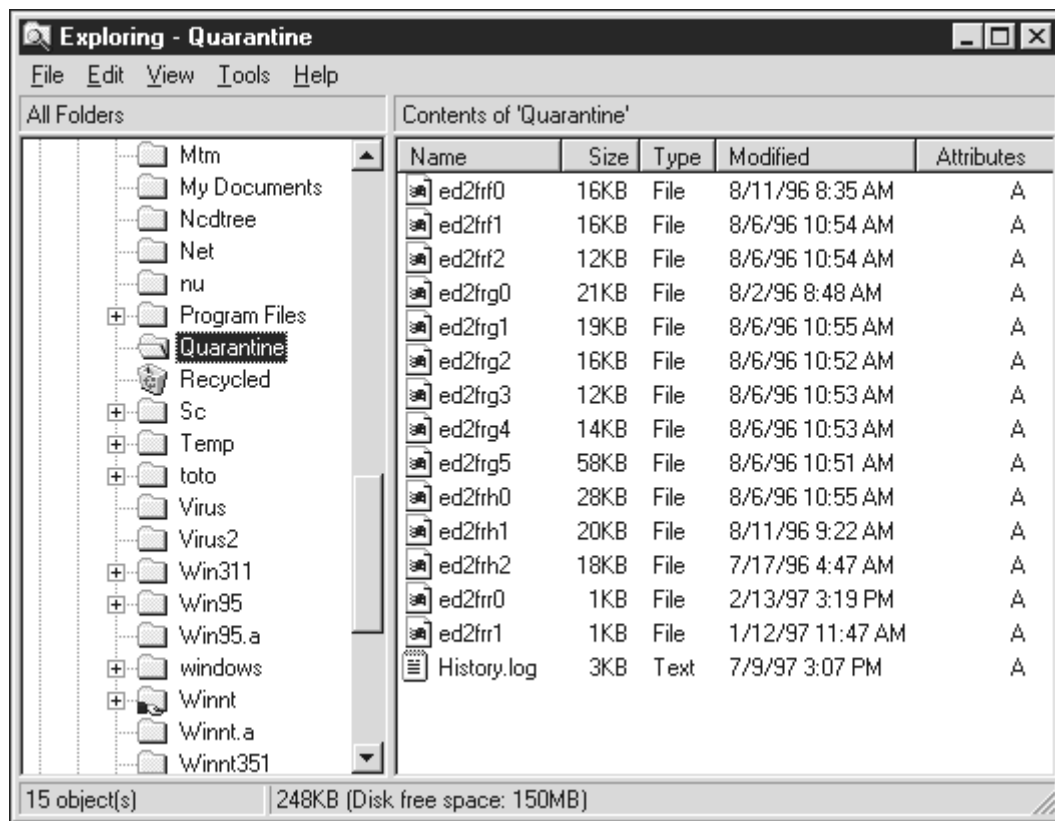 Exploring - Quarantine
File Edit View Tools Help
All Folders
Contents of 'Quarantine'
Mtm
My Documents
Ncdtree
Net
nu
Program Files
Quarantine
Recycled
Sc
Temp
toto
Virus
Virus2
Win311
Win95
Win95.a
windows
Winnt
Winnt.a
Winnt351
Name Size Type Modified Attributes
ed2frf0 16KB File 8/11/96 8:35 AM A
ed2frf1 16KB File 8/6/96 10:54 AM A
ed2frf2 12KB File 8/6/96 10:54 AM A
ed2frg0 21KB File 8/2/96 8:48 AM A
ed2frg1 19KB File 8/6/96 10:55 AM A
ed2frg2 16KB File 8/6/96 10:52 AM A
ed2frg3 12KB File 8/6/96 10:53 AM A
ed2frg4 14KB File 8/6/96 10:53 AM A
ed2frg5 58KB File 8/6/96 10:51 AM A
ed2frh0 28KB File 8/6/96 10:55 AM A
ed2frh1 20KB File 8/11/96 9:22 AM A
ed2frh2 18KB File 7/17/96 4:47 AM A
ed2frr0 1KB File 2/13/97 3:19 PM A
ed2frr1 1KB File 1/12/97 11:47 AM A
History.log 3KB Text 7/9/97 3:07 PM A
15 object(s)
248KB (Disk free space: 150MB)